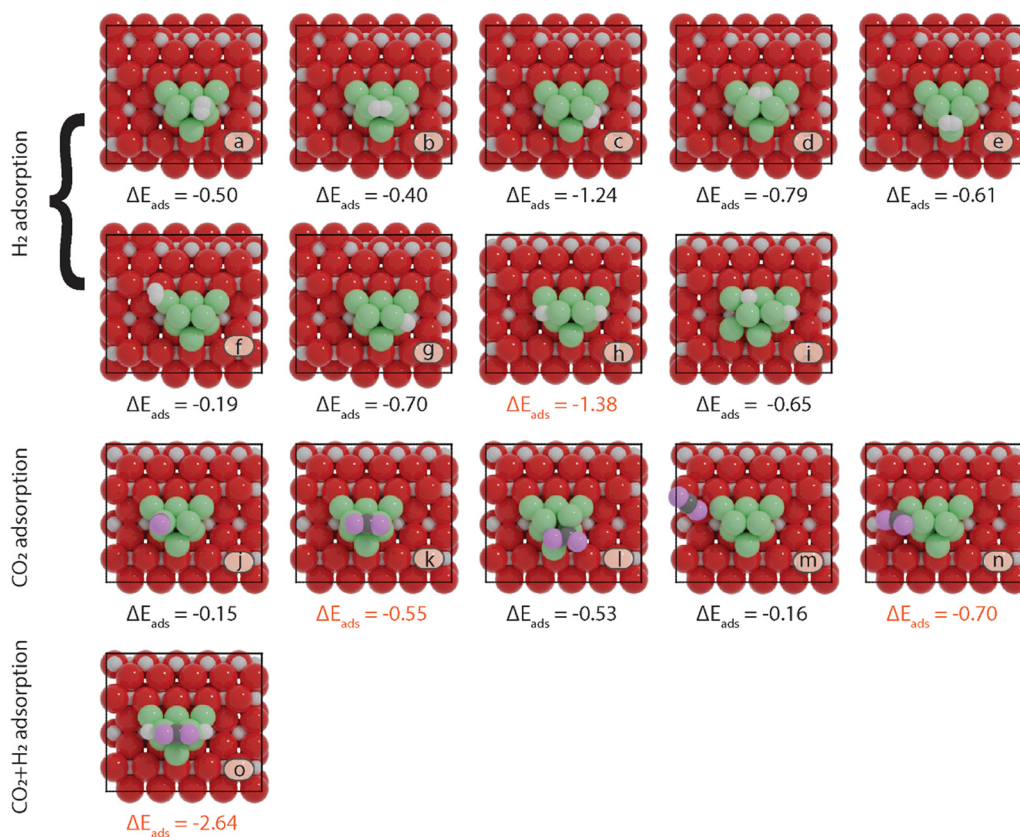 H₂ adsorption
a b c d e
ΔE_ads = -0.50 ΔE_ads = -0.40 ΔE_ads = -1.24 ΔE_ads = -0.79 ΔE_ads = -0.61
f g h i
ΔE_ads = -0.19 ΔE_ads = -0.70 ΔE_ads = -1.38 ΔE_ads = -0.65
CO₂ adsorption
j k l m n
ΔE_ads = -0.15 ΔE_ads = -0.55 ΔE_ads = -0.53 ΔE_ads = -0.16 ΔE_ads = -0.70
CO₂+H₂ adsorption
o
ΔE_ads = -2.64